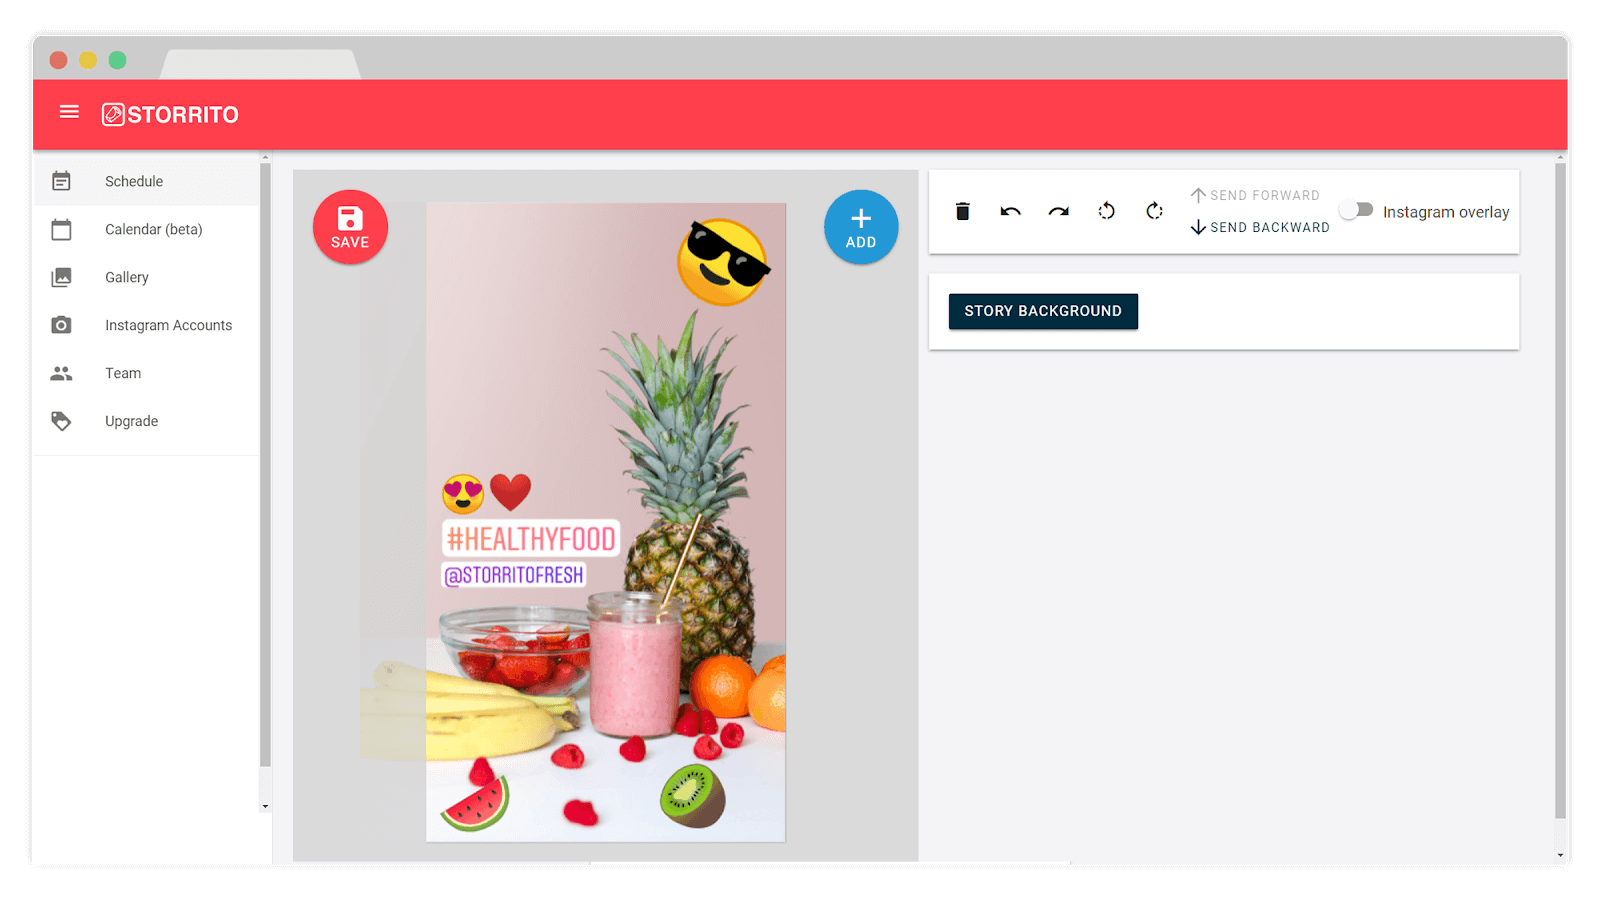 STORRITO
Schedule
Calendar (beta)
Gallery
Instagram Accounts
Team
Upgrade
SAVE
ADD
#HEALTHYFOOD
@STORRITOFRESH
SEND FORWARD
SEND BACKWARD
Instagram overlay
STORY BACKGROUND